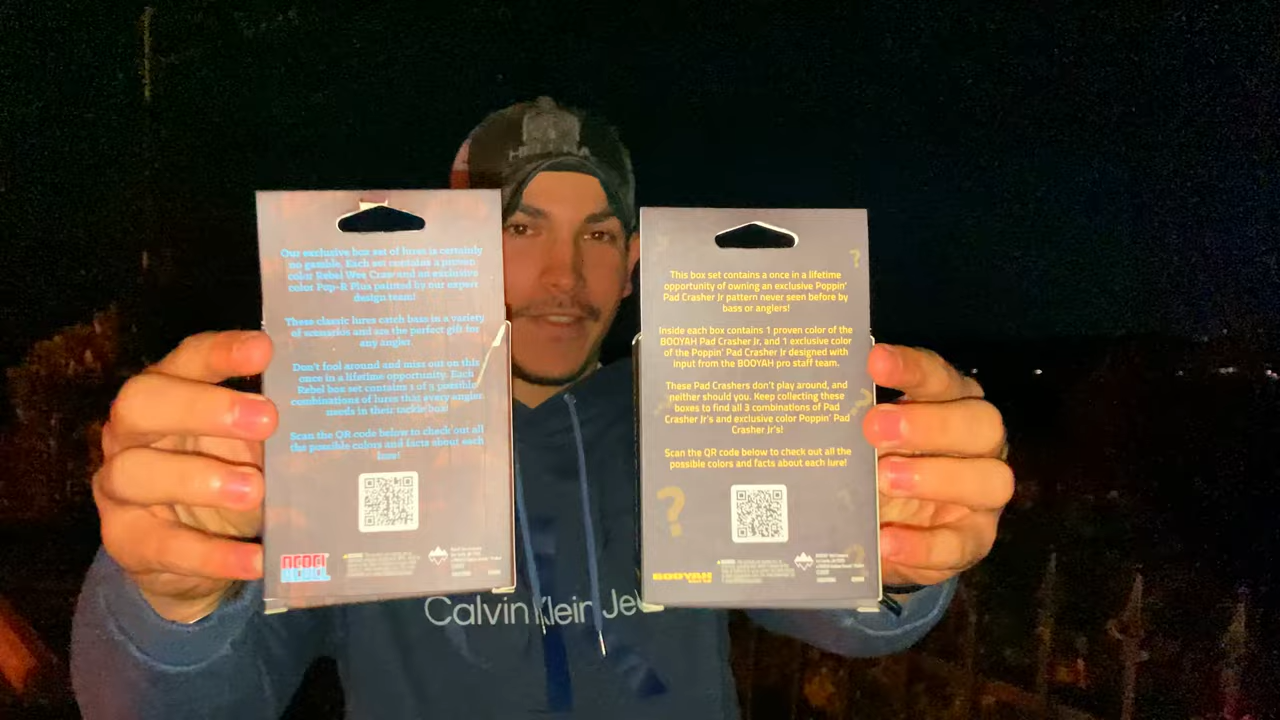 Our exclusive box set of lures is certainly
no gamble. Each set contains a proven
color Rebel Wee Craw and an exclusive
color Pop-R Plus painted by our expert
design team!
These classic lures catch bass in a variety
of scenarios and are the perfect gift for
any angler.
Don't fool around and miss out on this
once in a lifetime opportunity. Each
Rebel box set contains 1 of 3 possible
combinations of lures that every angler
needs in their tackle box!
Scan the QR code below to check out all
the possible colors and facts about each
lure!
REBEL
This box set contains a once in a lifetime
opportunity of owning an exclusive Poppin'
Pad Crasher Jr pattern never seen before by
bass or anglers!
Inside each box contains 1 proven color of the
BOOYAH Pad Crasher Jr, and 1 exclusive color
of the Poppin' Pad Crasher Jr designed with
input from the BOOYAH pro staff team.
These Pad Crashers don't play around, and
neither should you. Keep collecting these
boxes to find all 3 combinations of Pad
Crasher Jr's and exclusive color Poppin' Pad
Crasher Jr's!
Scan the QR code below to check out all the
possible colors and facts about each lure!
BOOYAH
Calvin Klein Je